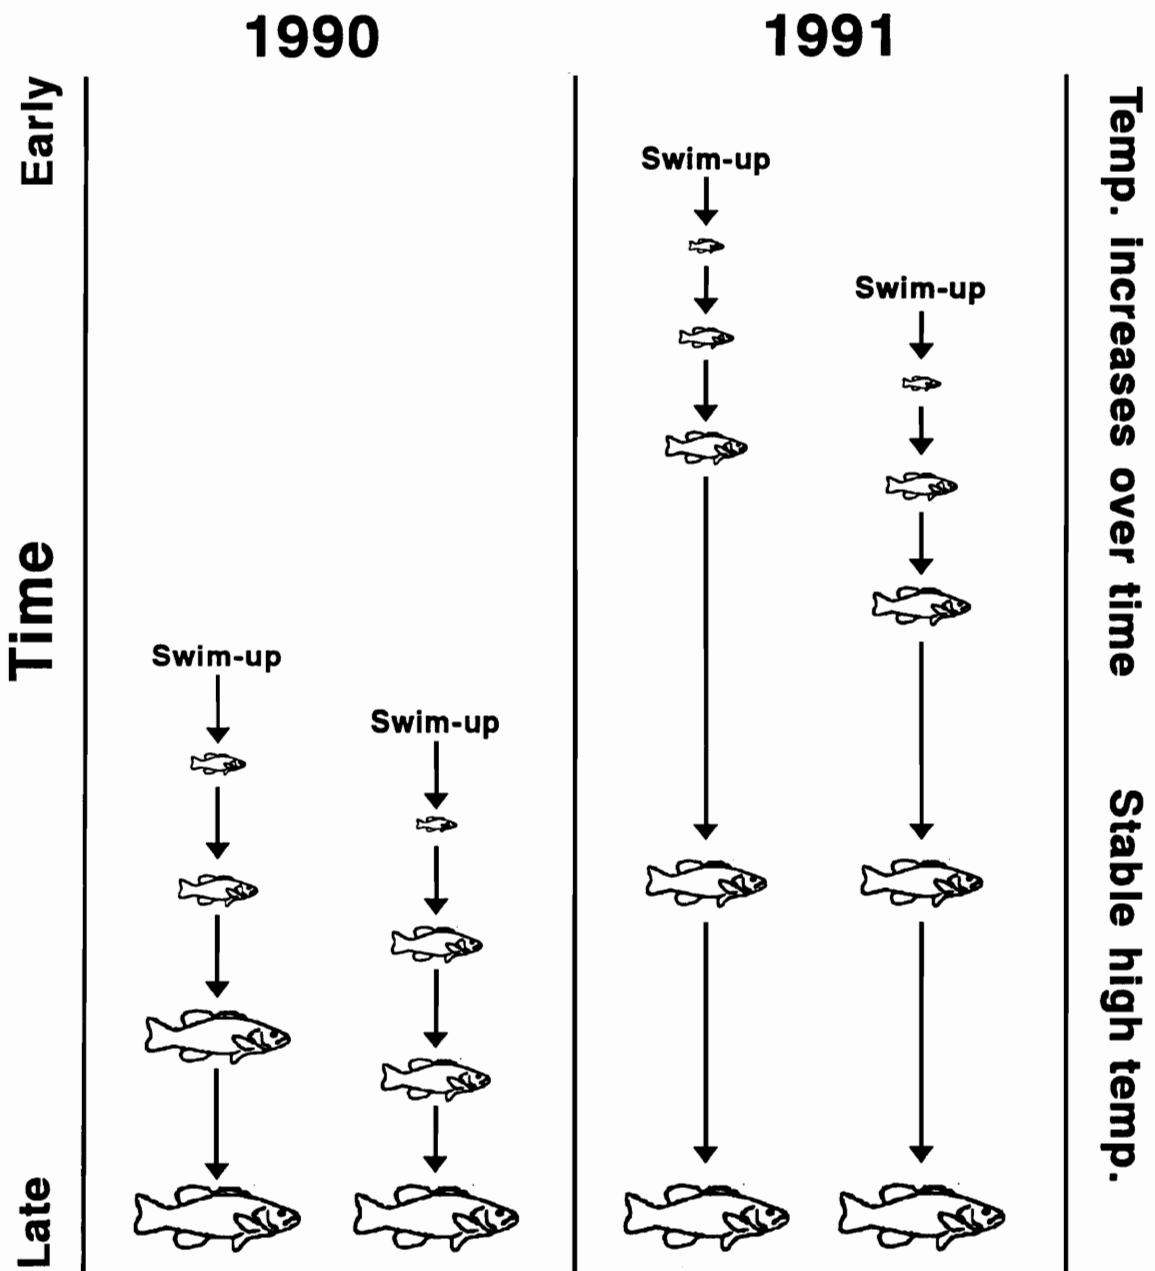 1990
1991
Early
Time
Late
Swim-up
Swim-up
Swim-up
Swim-up
Temp. increases over time
Stable high temp.